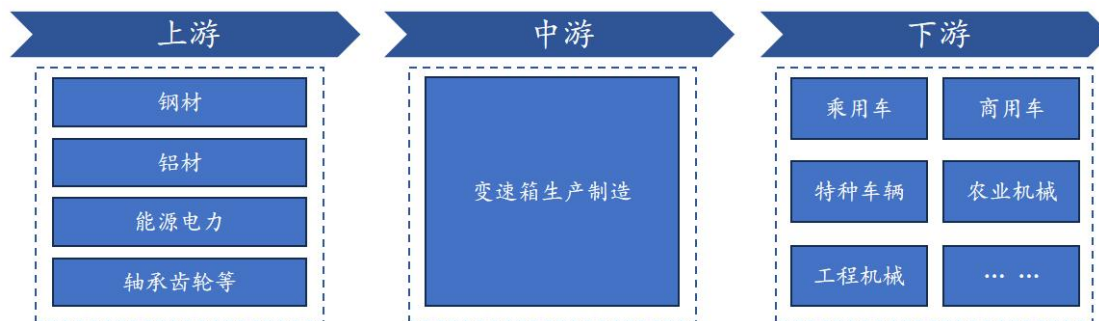 上游
中游
下游
钢材
铝材
能源电力
轴承齿轮等
变速箱生产制造
乘用车
商用车
特种车辆
农业机械
工程机械
… …